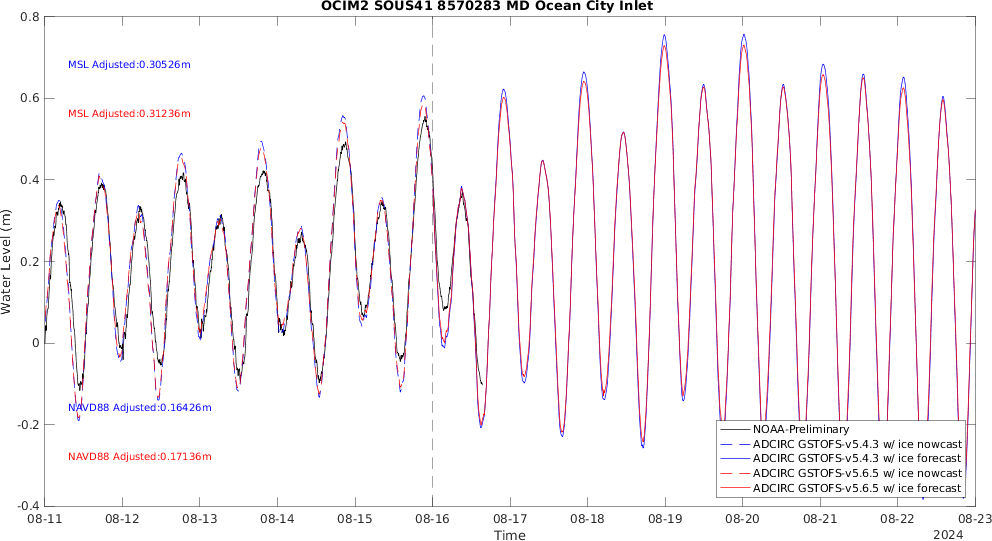 OCIM2 SOUS41 8570283 MD Ocean City Inlet
0.8
0.6
0.4
0.2
0
-0.2
-0.4
Water Level (m)
MSL Adjusted:0.30526m
MSL Adjusted:0.31236m
NAVD88 Adjusted:0.16426m
NAVD88 Adjusted:0.17136m
NOAA-Preliminary
ADCIRC GSTOFS-v5.4.3 w/ ice nowcast
ADCIRC GSTOFS-v5.4.3 w/ ice forecast
ADCIRC GSTOFS-v5.6.5 w/ ice nowcast
ADCIRC GSTOFS-v5.6.5 w/ ice forecast
08-11 08-12 08-13 08-14 08-15 08-16 08-17 08-18 08-19 08-20 08-21 08-22 08-23
Time
2024